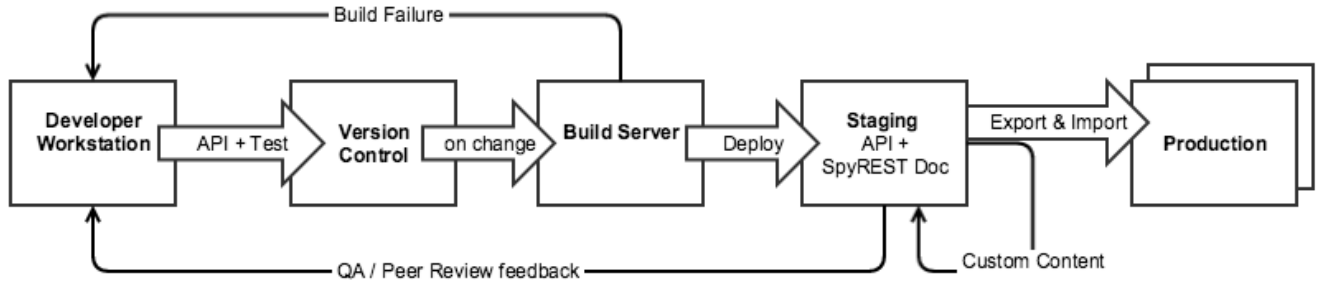 Build Failure
Developer
Workstation
API + Test
Version
Control
on change
Build Server
Deploy
Staging
API +
SpyREST Doc
Export & Import
Production
QA / Peer Review feedback
Custom Content